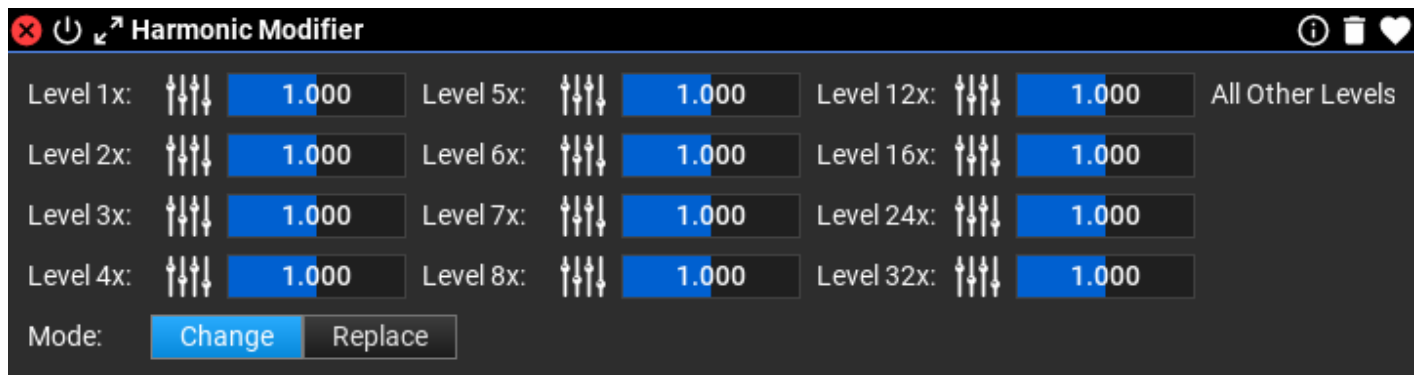 Harmonic Modifier
Level 1x: 1.000 Level 5x: 1.000 Level 12x: 1.000 All Other Levels
Level 2x: 1.000 Level 6x: 1.000 Level 16x: 1.000
Level 3x: 1.000 Level 7x: 1.000 Level 24x: 1.000
Level 4x: 1.000 Level 8x: 1.000 Level 32x: 1.000
Mode: Change Replace